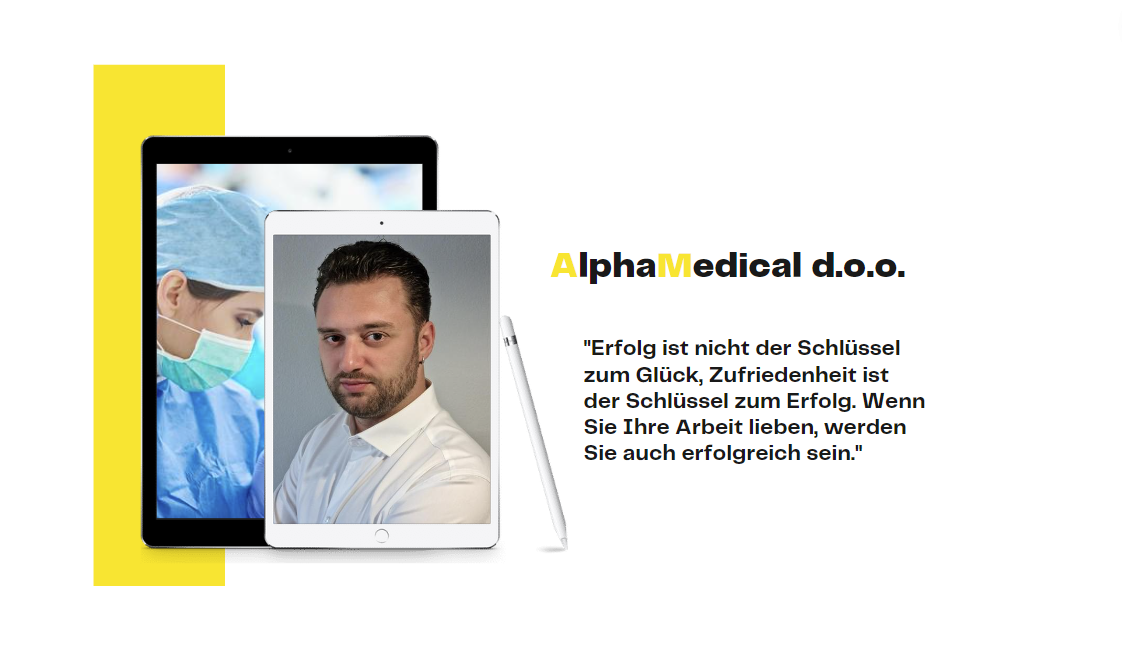 AlphaMedical d.o.o.
"Erfolg ist nicht der Schlüssel
zum Glück, Zufriedenheit ist
der Schlüssel zum Erfolg. Wenn
Sie Ihre Arbeit lieben, werden
Sie auch erfolgreich sein."